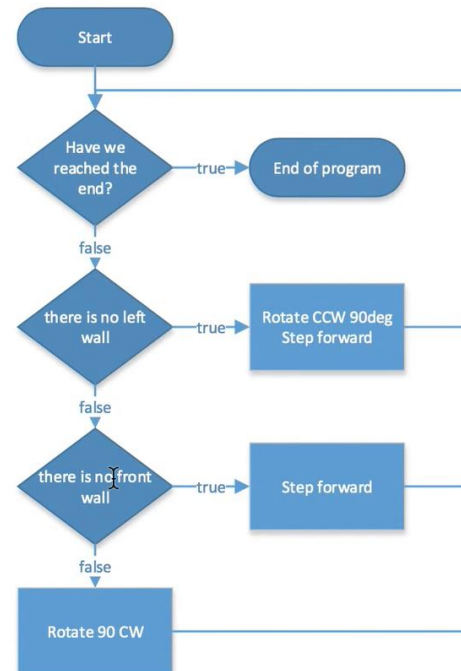 Start
Have we
reached the
end?
true
End of program
false
there is no left
wall
true
Rotate CCW 90deg
Step forward
false
there is no front
wall
true
Step forward
false
Rotate 90 CW